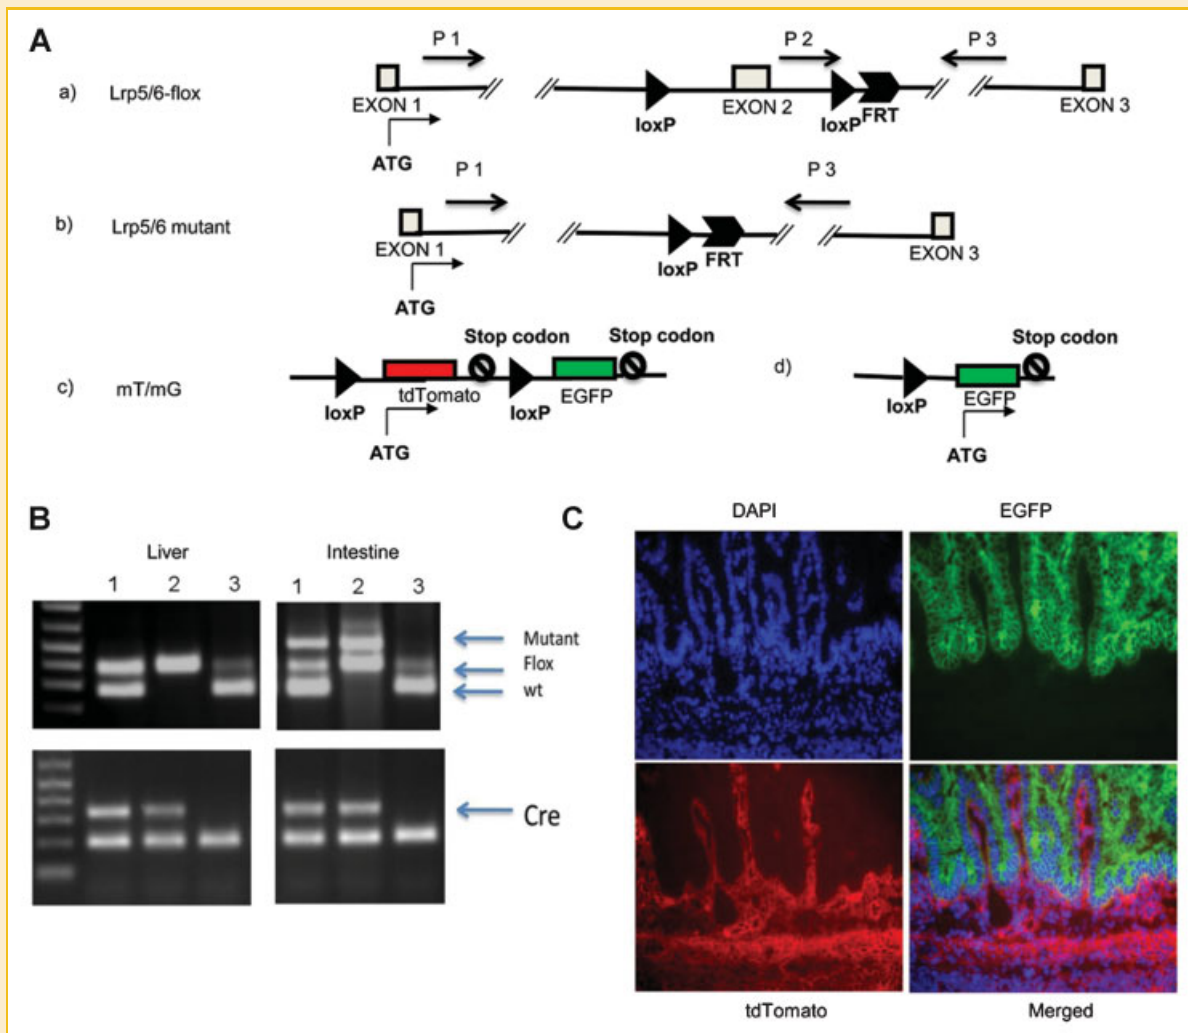 A
P 1
P 2
P 3
a) Lrp5/6-flox
EXON 1
EXON 2
EXON 3
loxP
loxP
FRT
ATG
P 1
P 3
b) Lrp5/6 mutant
EXON 1
EXON 3
loxP
FRT
ATG
Stop codon
Stop codon
Stop codon
c) mT/mG
d)
tdTomato
EGFP
EGFP
loxP
loxP
loxP
ATG
ATG
B
Liver
Intestine
1 2 3
1 2 3
Mutant
Flox
wt
Cre
C
DAPI
EGFP
tdTomato
Merged